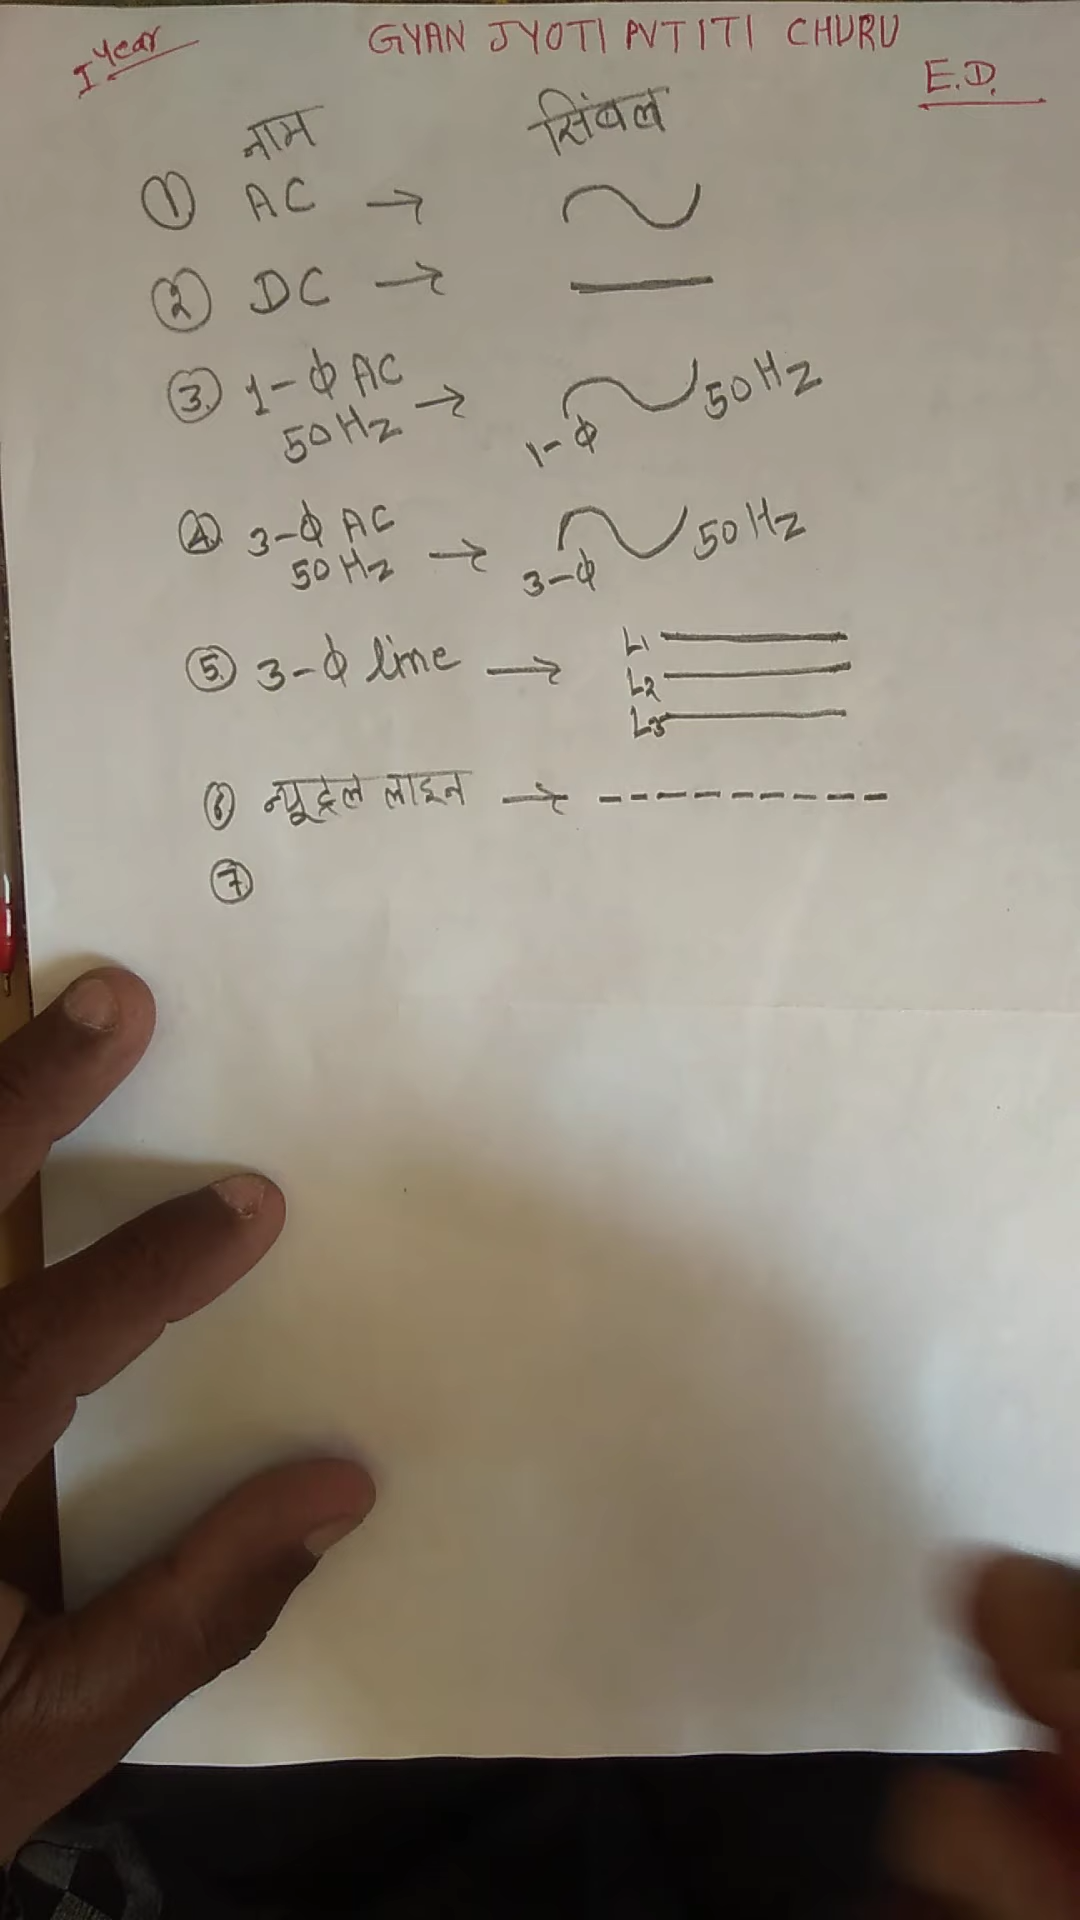 I Year
GYAN JYOTI PVT ITI CHURU
E.D.
नाम सिंबल
1 AC →
2 DC →
3. 1-ϕ AC → 1-ϕ 50 Hz
50 Hz
4. 3-ϕ AC → 3-ϕ 50 Hz
50 Hz
5. 3-ϕ line → L1
L2
L3
6 न्यूट्रल लाइन →
7.